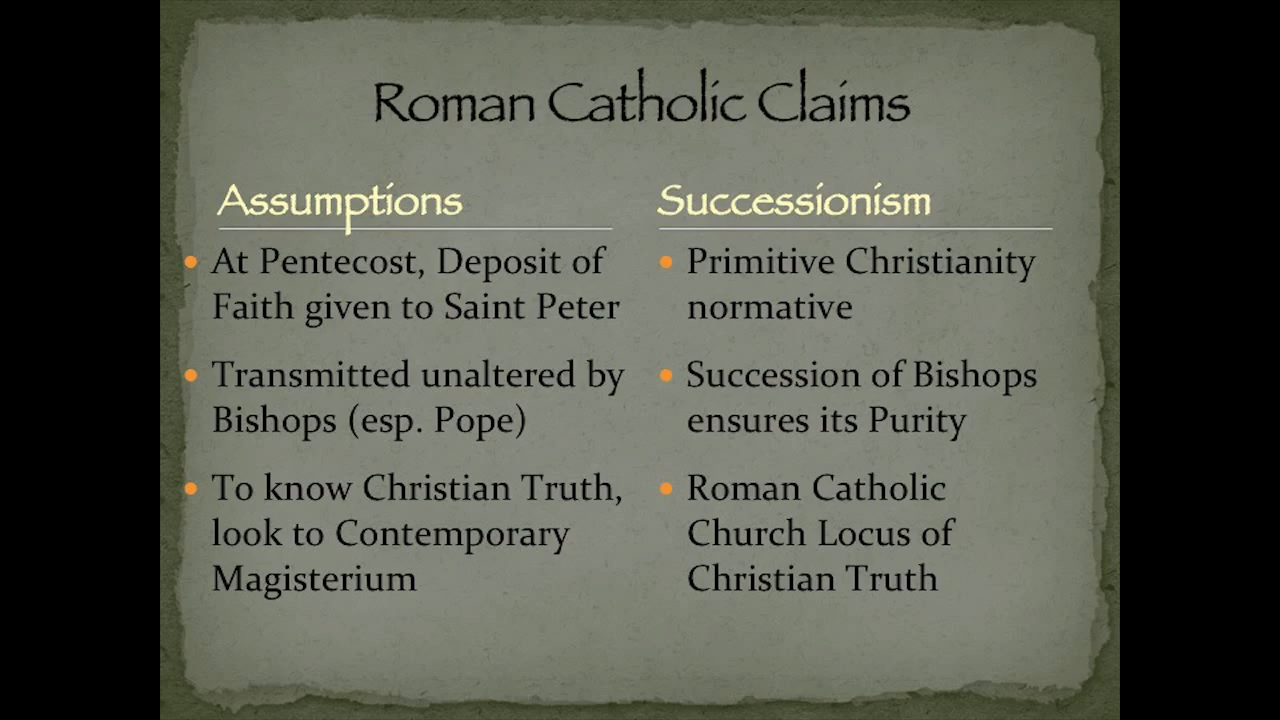 Roman Catholic Claims
Assumptions
At Pentecost, Deposit of
Faith given to Saint Peter
Transmitted unaltered by
Bishops (esp. Pope)
To know Christian Truth,
look to Contemporary
Magisterium
Successionism
Primitive Christianity
normative
Succession of Bishops
ensures its Purity
Roman Catholic
Church Locus of
Christian Truth